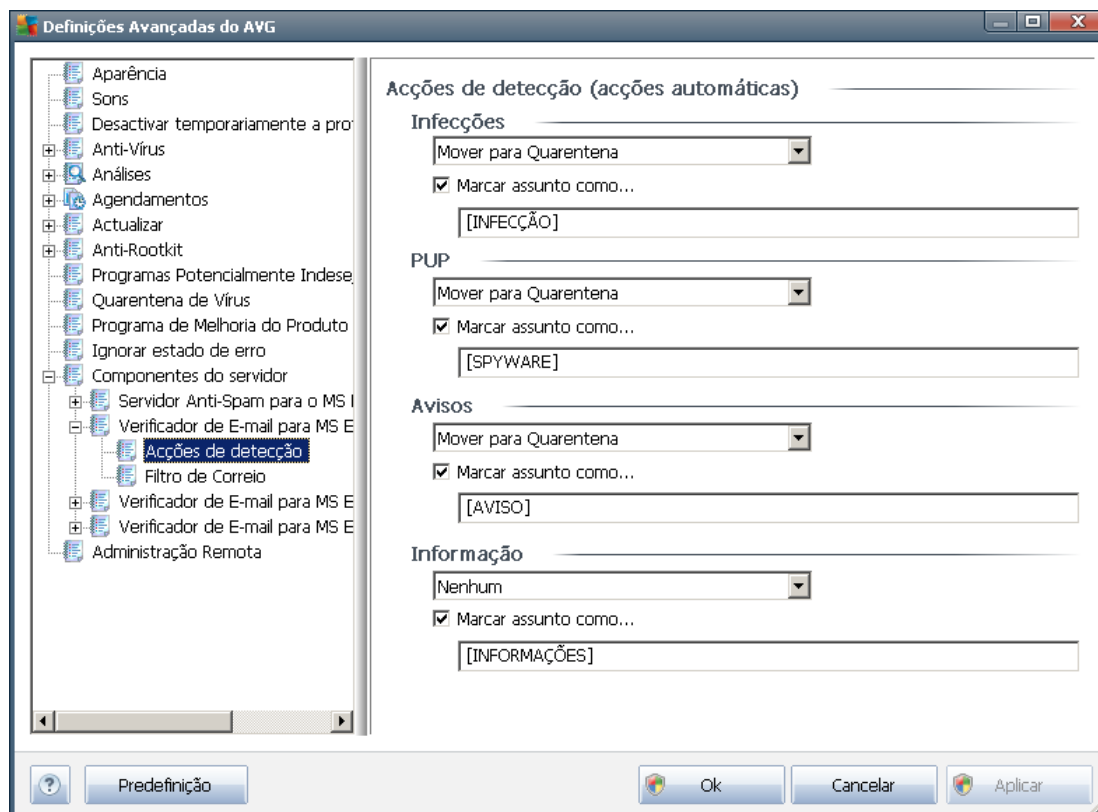 Definições Avançadas do AVG
Aparência
Sons
Desactivar temporariamente a pro
Anti-Vírus
Análises
Agendamentos
Actualizar
Anti-Rootkit
Programas Potencialmente Indese
Quarentena de Vírus
Programa de Melhoria do Produto
Ignorar estado de erro
Componentes do servidor
Servidor Anti-Spam para o MS
Verificador de E-mail para MS E
Acções de detecção
Filtro de Correio
Verificador de E-mail para MS E
Verificador de E-mail para MS E
Administração Remota
Acções de detecção (acções automáticas)
Infecções
Mover para Quarentena
Marcar assunto como...
[INFECÇÃO]
PUP
Mover para Quarentena
Marcar assunto como...
[SPYWARE]
Avisos
Mover para Quarentena
Marcar assunto como...
[AVISO]
Informação
Nenhum
Marcar assunto como...
[INFORMAÇÕES]
? Predefinição Ok Cancelar Aplicar